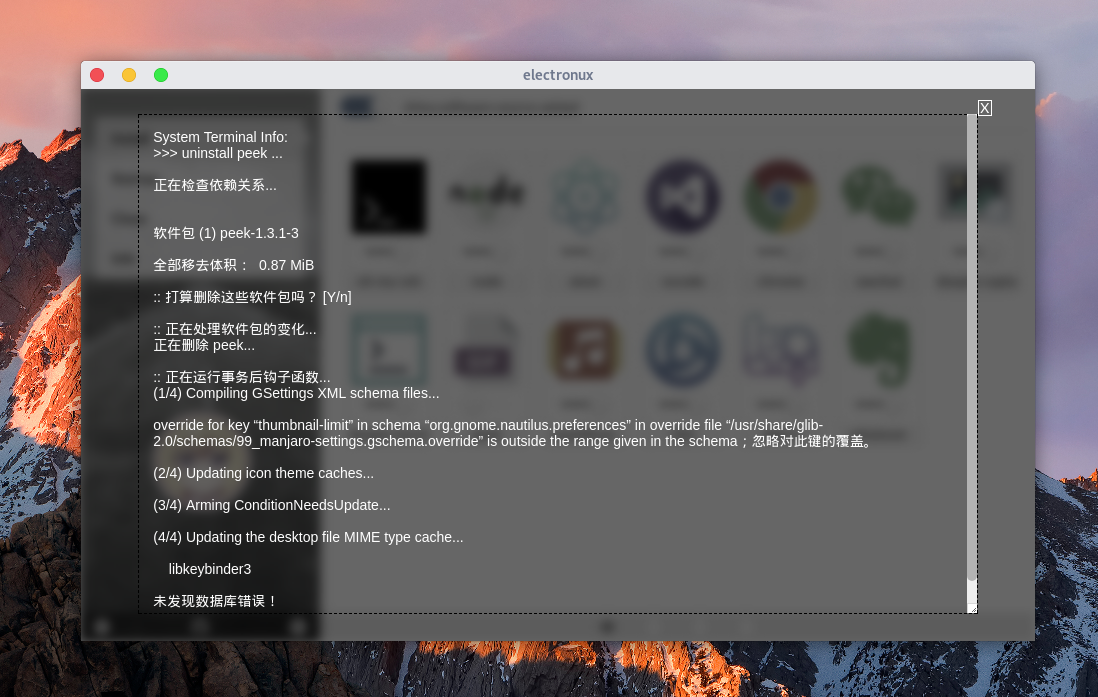 electronux
X
System Terminal Info:
>>> uninstall peek ...
正在检查依赖关系...
软件包 (1) peek-1.3.1-3
全部移去体积： 0.87 MiB
:: 打算删除这些软件包吗？ [Y/n]
:: 正在处理软件包的变化...
正在删除 peek...
:: 正在运行事务后钩子函数...
(1/4) Compiling GSettings XML schema files...
override for key “thumbnail-limit” in schema “org.gnome.nautilus.preferences” in override file “/usr/share/glib-
2.0/schemas/99_manjaro-settings.gschema.override” is outside the range given in the schema；忽略对此键的覆盖。
(2/4) Updating icon theme caches...
(3/4) Arming ConditionNeedsUpdate...
(4/4) Updating the desktop file MIME type cache...
libkeybinder3
未发现数据库错误！